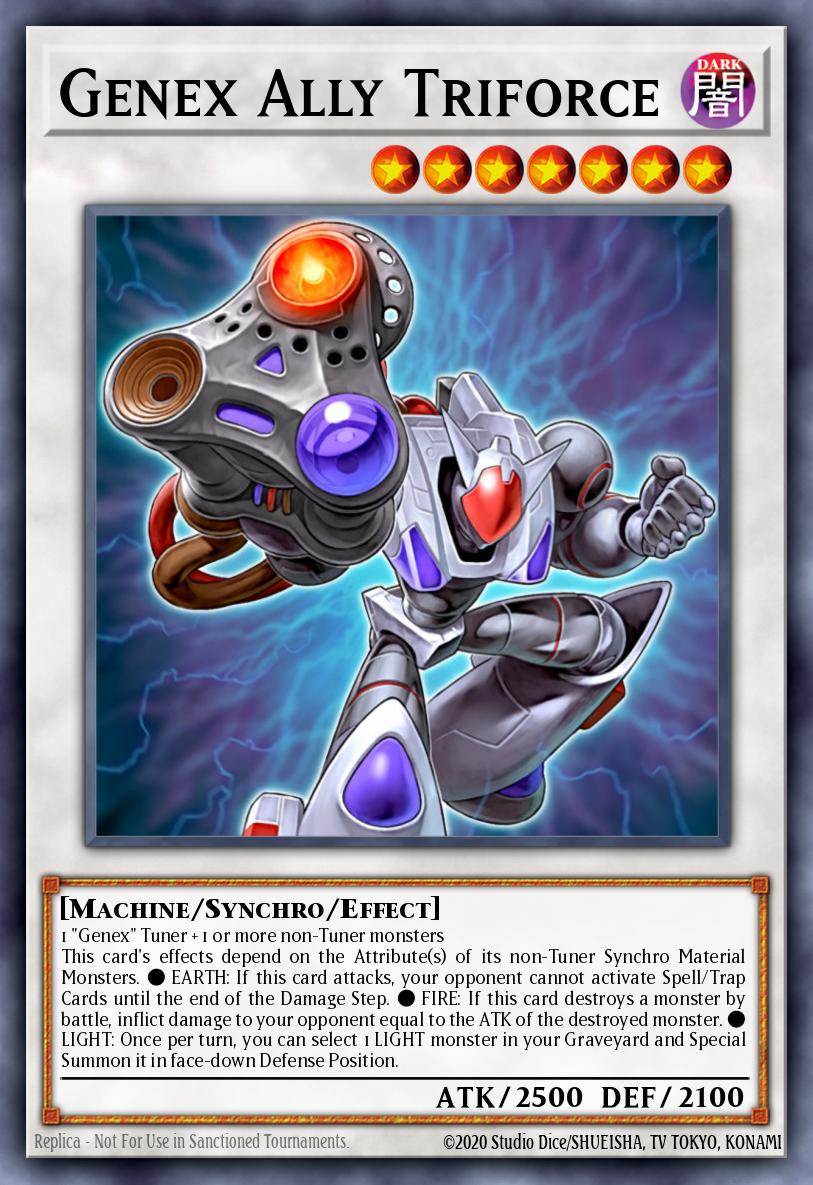 Genex Ally Triforce
DARK
闇
[Machine/Synchro/Effect]
1 "Genex" Tuner + 1 or more non-Tuner monsters
This card's effects depend on the Attribute(s) of its non-Tuner Synchro Material
Monsters. ● EARTH: If this card attacks, your opponent cannot activate Spell/Trap
Cards until the end of the Damage Step. ● FIRE: If this card destroys a monster by
battle, inflict damage to your opponent equal to the ATK of the destroyed monster. ●
LIGHT: Once per turn, you can select 1 LIGHT monster in your Graveyard and Special
Summon it in face-down Defense Position.
ATK/2500 DEF/2100
Replica - Not For Use in Sanctioned Tournaments.
©2020 Studio Dice/SHUEISHA, TV TOKYO, KONAMI